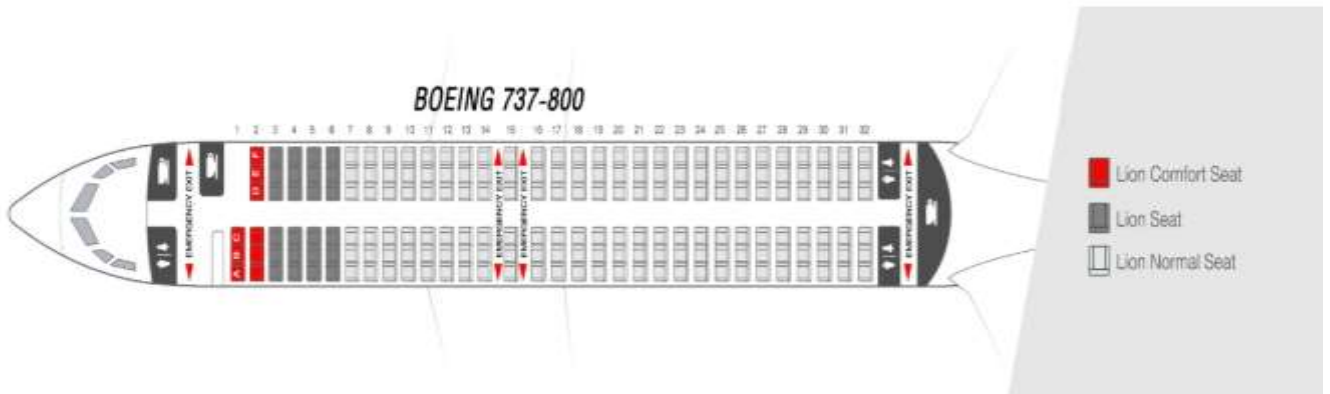 BOEING 737-800
1 2 3 4 5 6 7 8 9 10 11 12 13 14 15 16 17 18 19 20 21 22 23 24 25 26 27 28 29 30 31 32
EMERGENCY EXIT
D E F
EMERGENCY EXIT
EMERGENCY EXIT
EMERGENCY EXIT
A B C
Lion Comfort Seat
Lion Seat
Lion Normal Seat